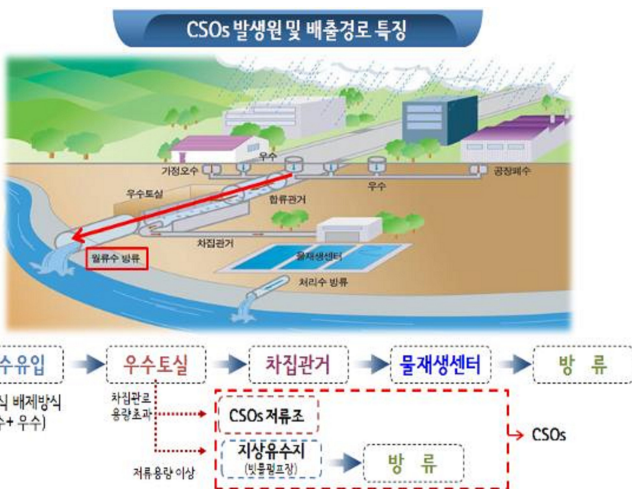 CSOs 발생원 및 배출경로 특징
우수
가정오수
공장폐수
우수
우수토실
합류관거
차집관거
월류수 방류
물재생센터
처리수 방류
수유입
우수토실
차집관거
물재생센터
방 류
식 배제방식
수+ 우수)
차집관로
용량초과
CSOs 저류조
CSOs
지상유수지
(빗물펌프장)
방 류
저류용량 이상